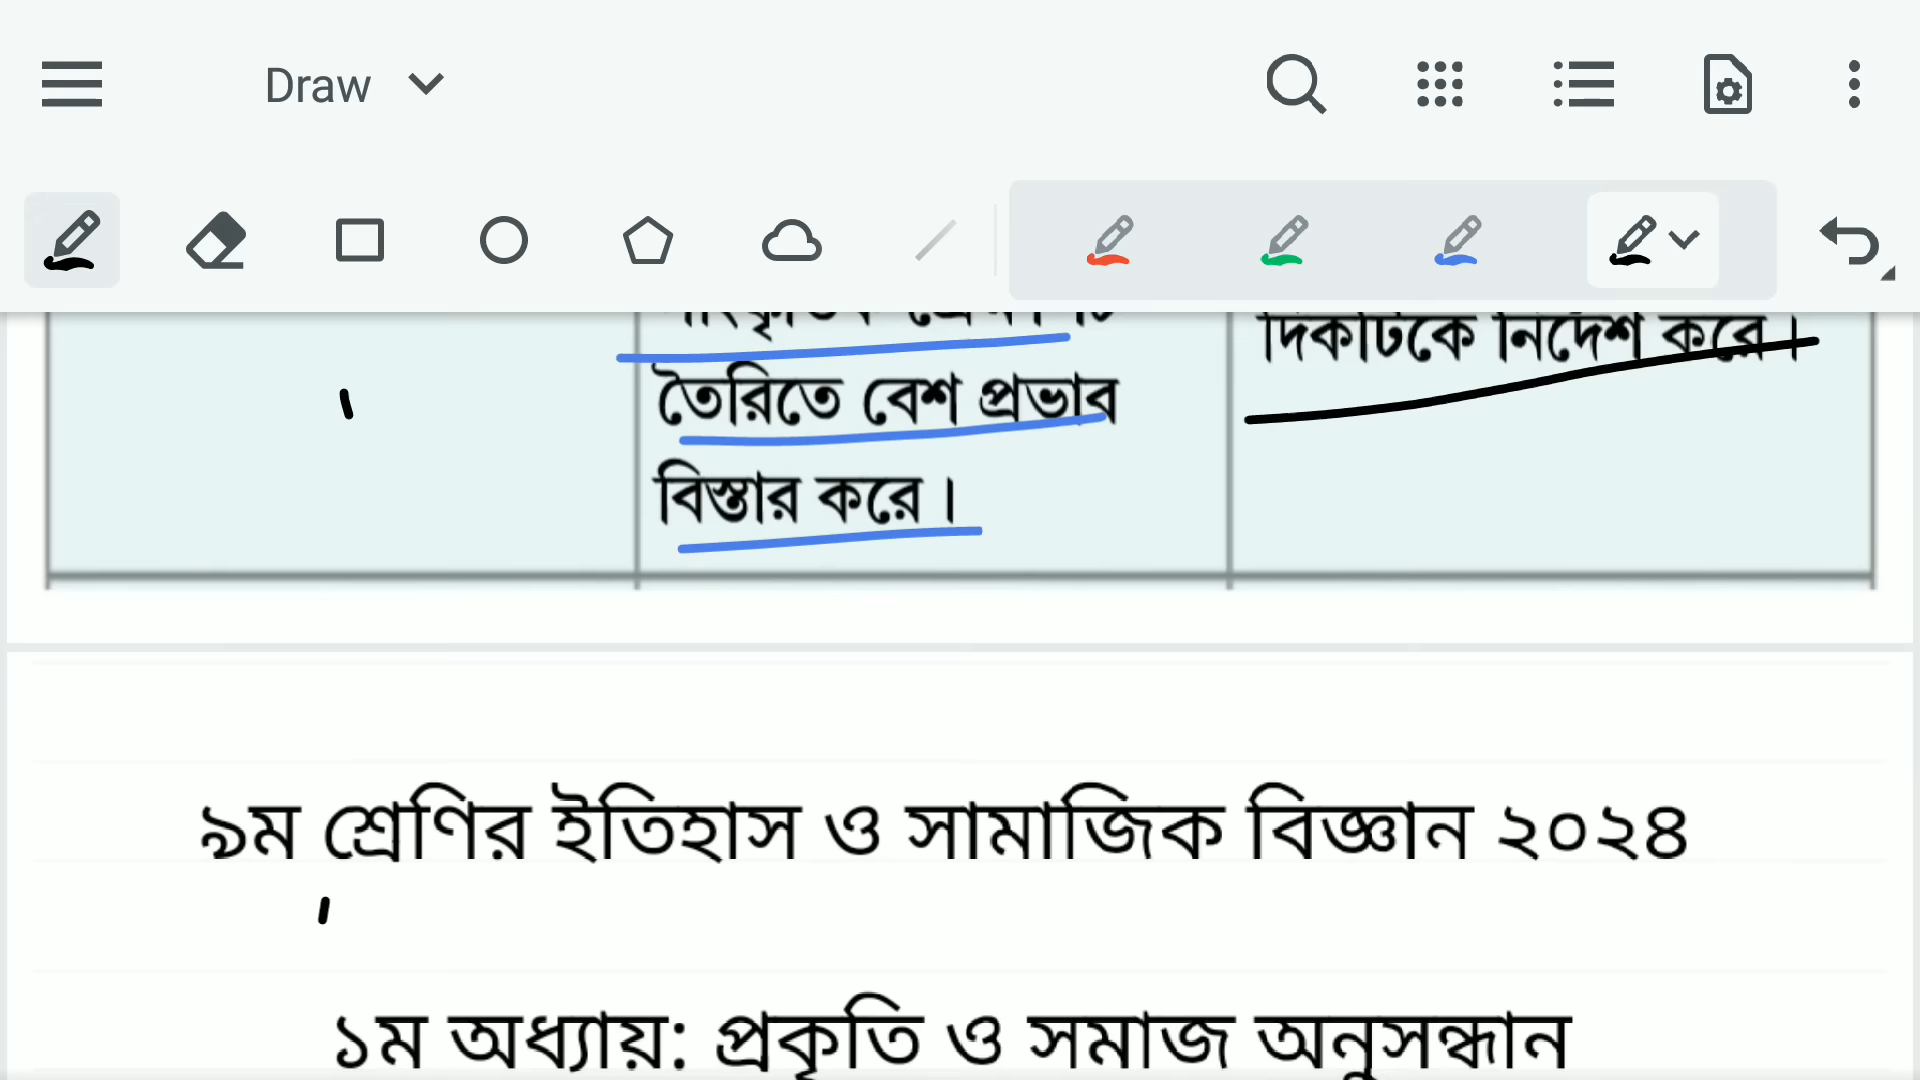 Draw
দিকটিকে নির্দেশ করে।
তৈরিতে বেশ প্রভাব
বিস্তার করে।
৯ম শ্রেণির ইতিহাস ও সামাজিক বিজ্ঞান ২০২৪
১ম অধ্যায়: প্রকৃতি ও সমাজ অনুসন্ধান